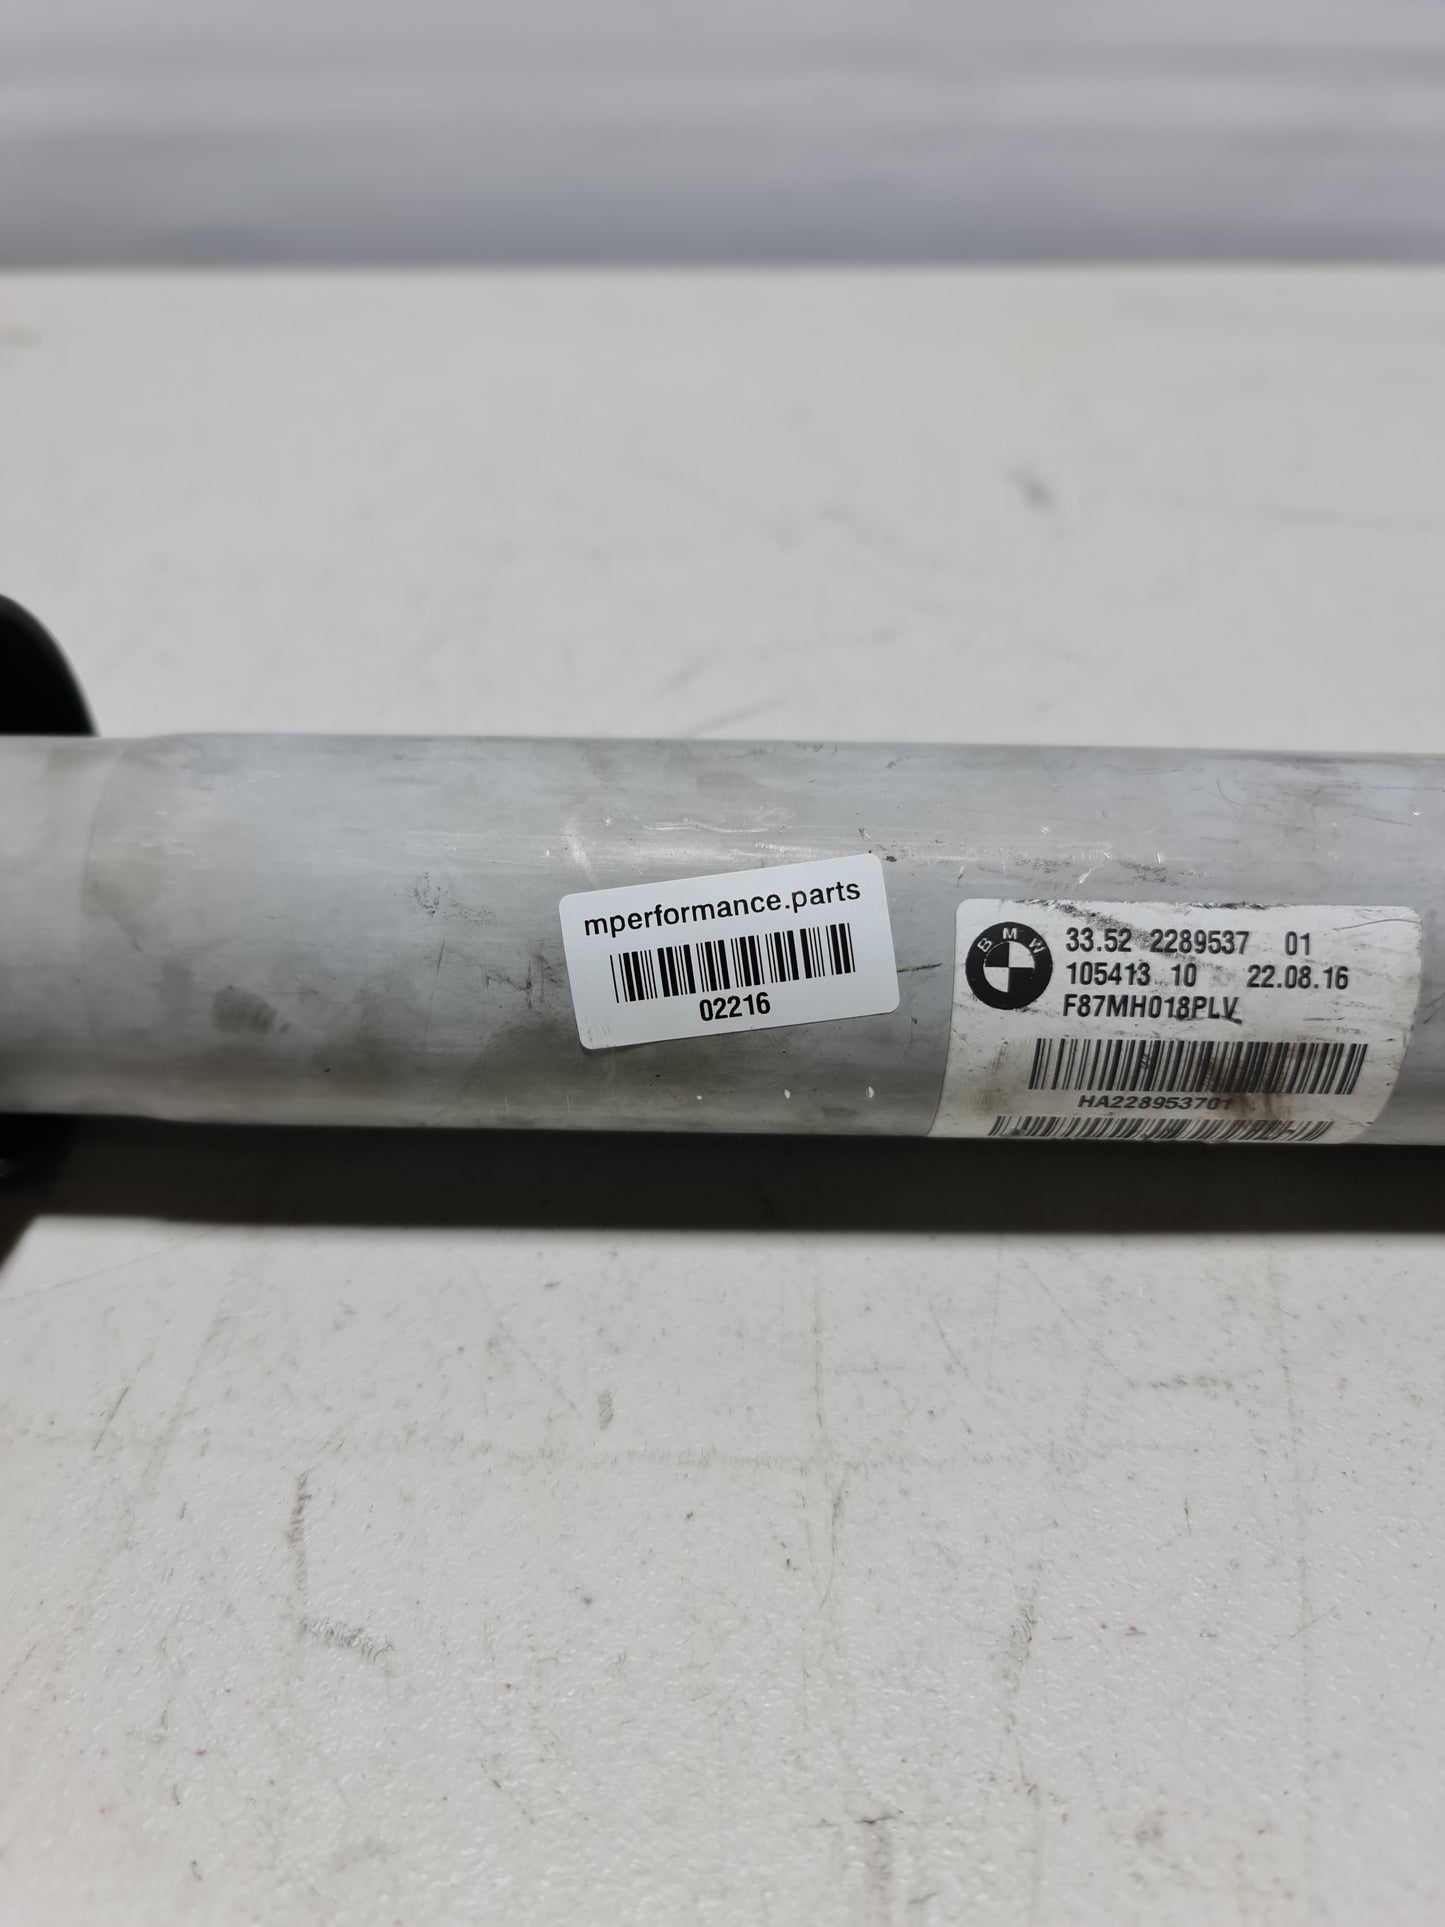 mperformance.parts
02216
BMW
33.52 2289537 01
105413 10 22.08.16
F87MH018PLV
HA228953701